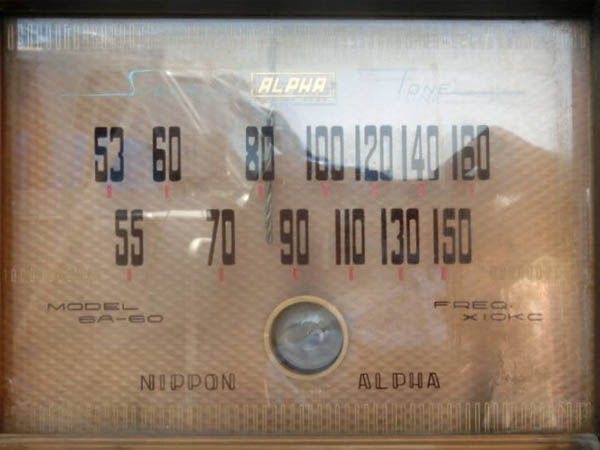 ALPHA TONE
53 60 80 100 120 140 160
55 70 90 110 130 150
MODEL FREQ.
6A-60 X10KC
NIPPON ALPHA